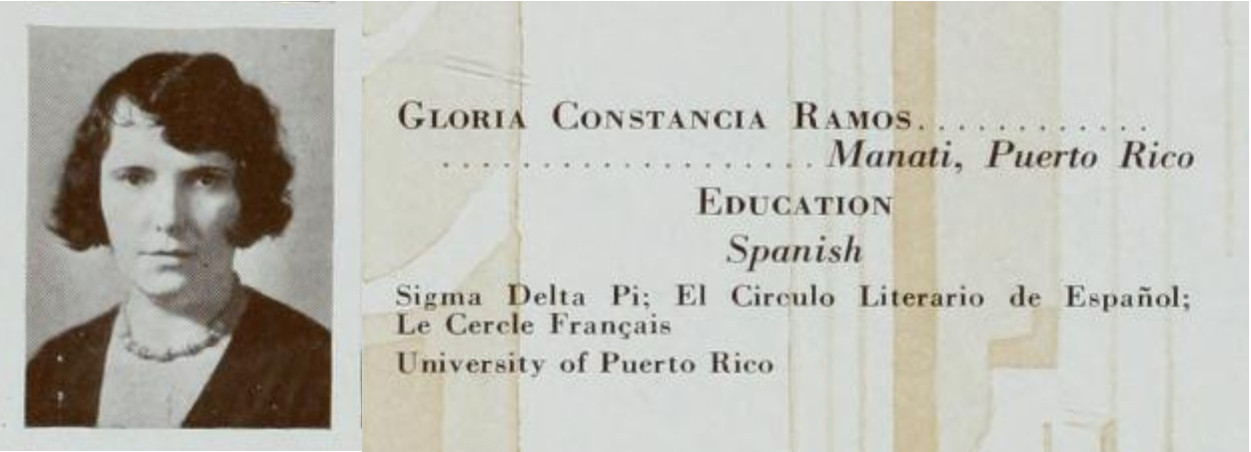 GLORIA CONSTANCIA RAMOS............
...................Manati, Puerto Rico
EDUCATION
Spanish
Sigma Delta Pi; El Circulo Literario de Español;
Le Cercle Français
University of Puerto Rico